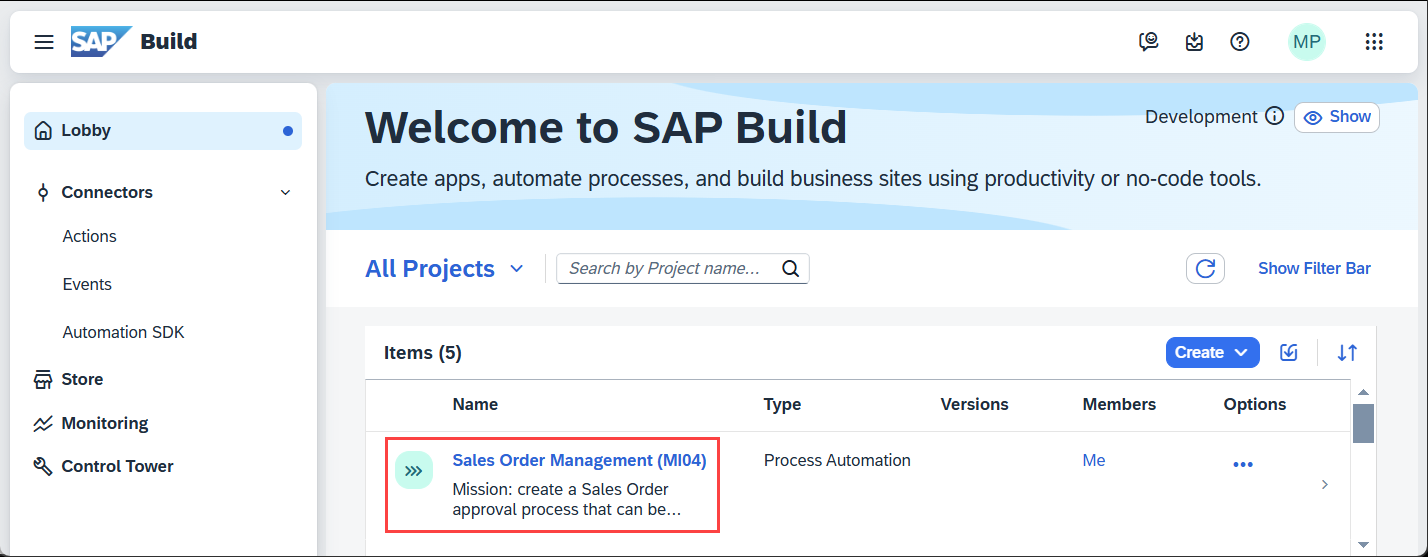 SAP Build
MP
Lobby
Connectors
Actions
Events
Automation SDK
Store
Monitoring
Control Tower
Welcome to SAP Build
Development
Show
Create apps, automate processes, and build business sites using productivity or no-code tools.
All Projects
Search by Project name...
Show Filter Bar
Items (5)
Create
Name Type Versions Members Options
Sales Order Management (MI04) Process Automation Me
Mission: create a Sales Order
approval process that can be...